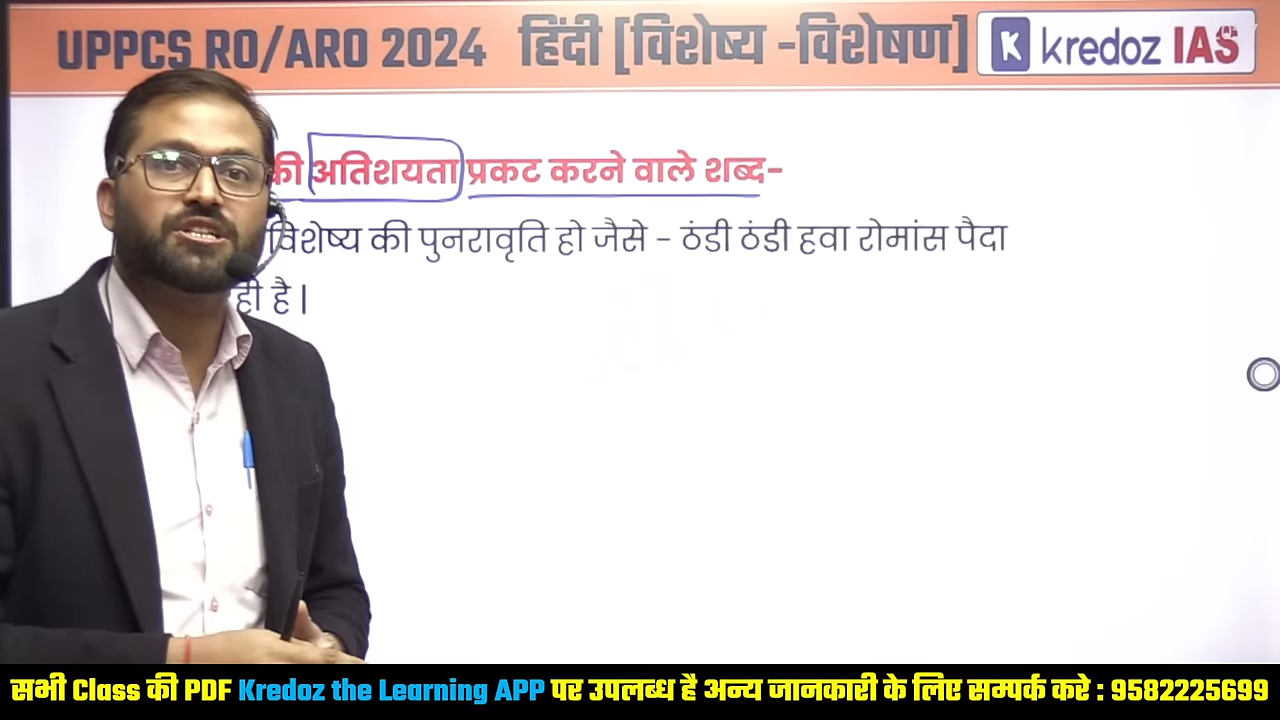 UPPCS RO/ARO 2024 हिंदी [विशेष्य -विशेषण] K kredoz IAS
की अतिशयता प्रकट करने वाले शब्द-
विशेष्य की पुनरावृति हो जैसे - ठंडी ठंडी हवा रोमांस पैदा
ही है |
सभी Class की PDF Kredoz the Learning APP पर उपलब्ध है अन्य जानकारी के लिए सम्पर्क करे : 9582225699